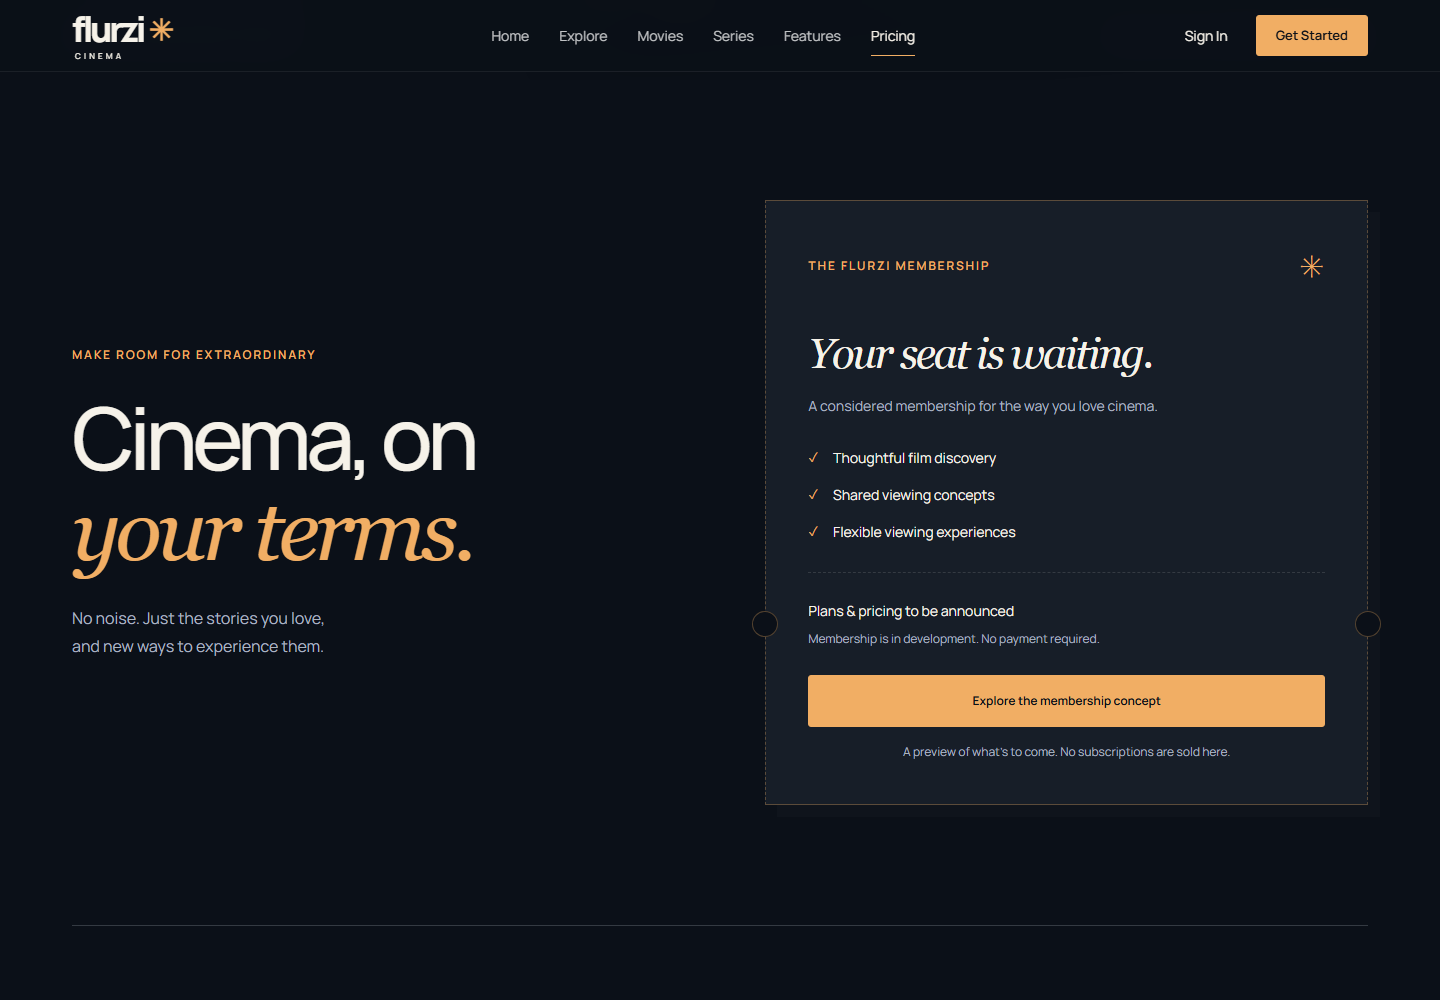 flurzi
CINEMA
Home
Explore
Movies
Series
Features
Pricing
Sign In
Get Started
MAKE ROOM FOR EXTRAORDINARY
Cinema, on
your terms.
No noise. Just the stories you love,
and new ways to experience them.
THE FLURZI MEMBERSHIP
Your seat is waiting.
A considered membership for the way you love cinema.
✓ Thoughtful film discovery
✓ Shared viewing concepts
✓ Flexible viewing experiences
Plans & pricing to be announced
Membership is in development. No payment required.
Explore the membership concept
A preview of what's to come. No subscriptions are sold here.